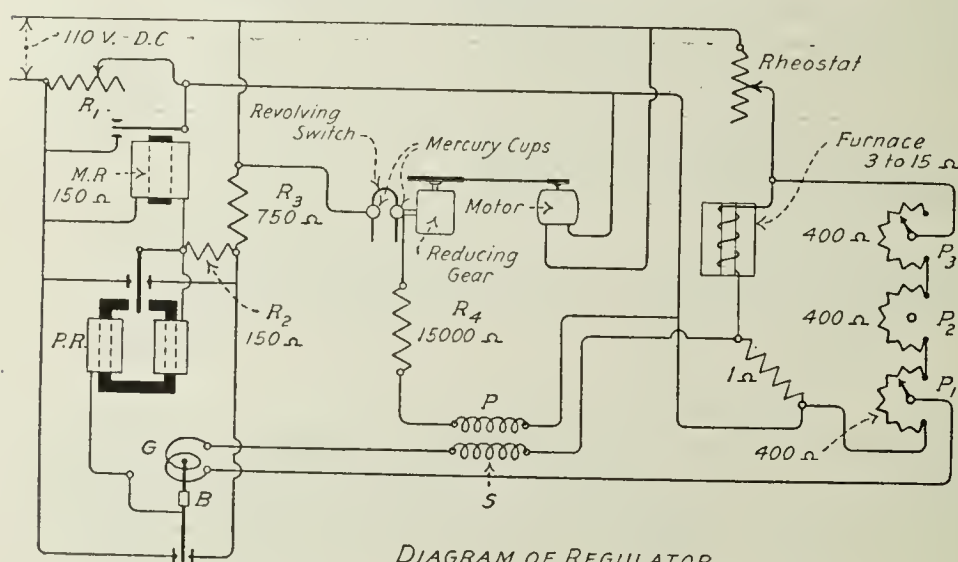 110 V. - D.C
R1
M.R
150 Ω
Revolving
Switch
Mercury Cups
R3
750 Ω
Motor
Reducing
Gear
R4
15000 Ω
R2
150 Ω
P.R.
G
B
P
S
Rheostat
Furnace
3 to 15 Ω
400 Ω
P3
400 Ω
P2
P1
400 Ω
1 Ω
DIAGRAM OF REGULATOR